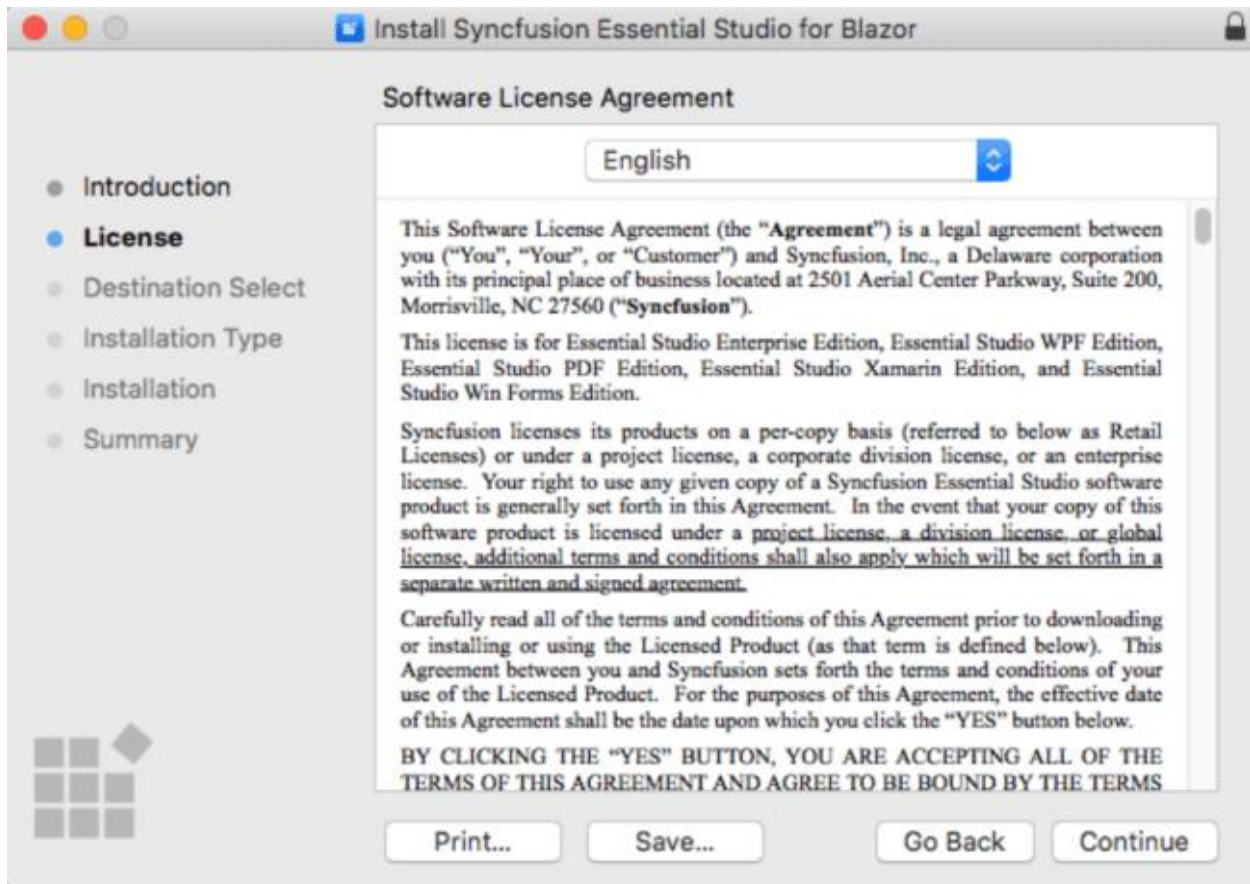 Install Syncfusion Essential Studio for Blazor
Software License Agreement
Introduction
License
Destination Select
Installation Type
Installation
Summary
English
This Software License Agreement (the “Agreement”) is a legal agreement between
you (“You”, “Your”, or “Customer”) and Syncfusion, Inc., a Delaware corporation
with its principal place of business located at 2501 Aerial Center Parkway, Suite 200,
Morrisville, NC 27560 (“Syncfusion”).
This license is for Essential Studio Enterprise Edition, Essential Studio WPF Edition,
Essential Studio PDF Edition, Essential Studio Xamarin Edition, and Essential
Studio Win Forms Edition.
Syncfusion licenses its products on a per-copy basis (referred to below as Retail
Licenses) or under a project license, a corporate division license, or an enterprise
license. Your right to use any given copy of a Syncfusion Essential Studio software
product is generally set forth in this Agreement. In the event that your copy of this
software product is licensed under a project license, a division license, or global
license, additional terms and conditions shall also apply which will be set forth in a
separate written and signed agreement.
Carefully read all of the terms and conditions of this Agreement prior to downloading
or installing or using the Licensed Product (as that term is defined below). This
Agreement between you and Syncfusion sets forth the terms and conditions of your
use of the Licensed Product. For the purposes of this Agreement, the effective date
of this Agreement shall be the date upon which you click the “YES” button below.
BY CLICKING THE “YES” BUTTON, YOU ARE ACCEPTING ALL OF THE
TERMS OF THIS AGREEMENT AND AGREE TO BE BOUND BY THE TERMS
Print...
Save...
Go Back
Continue